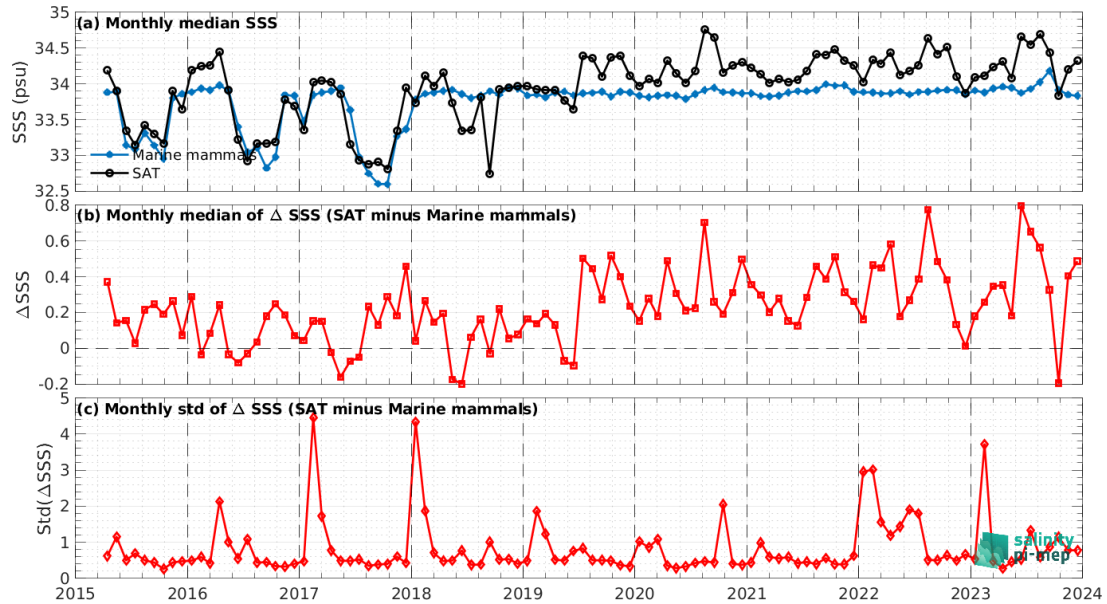 (a) Monthly median SSS
SSS (psu)
35
34.5
34
33.5
33
32.5
Marine mammals
SAT
(b) Monthly median of Δ SSS (SAT minus Marine mammals)
ΔSSS
0.8
0.6
0.4
0.2
0
-0.2
(c) Monthly std of Δ SSS (SAT minus Marine mammals)
Std(ΔSSS)
5
4
3
2
1
0
salinity
pi-mep
2015 2016 2017 2018 2019 2020 2021 2022 2023 2024